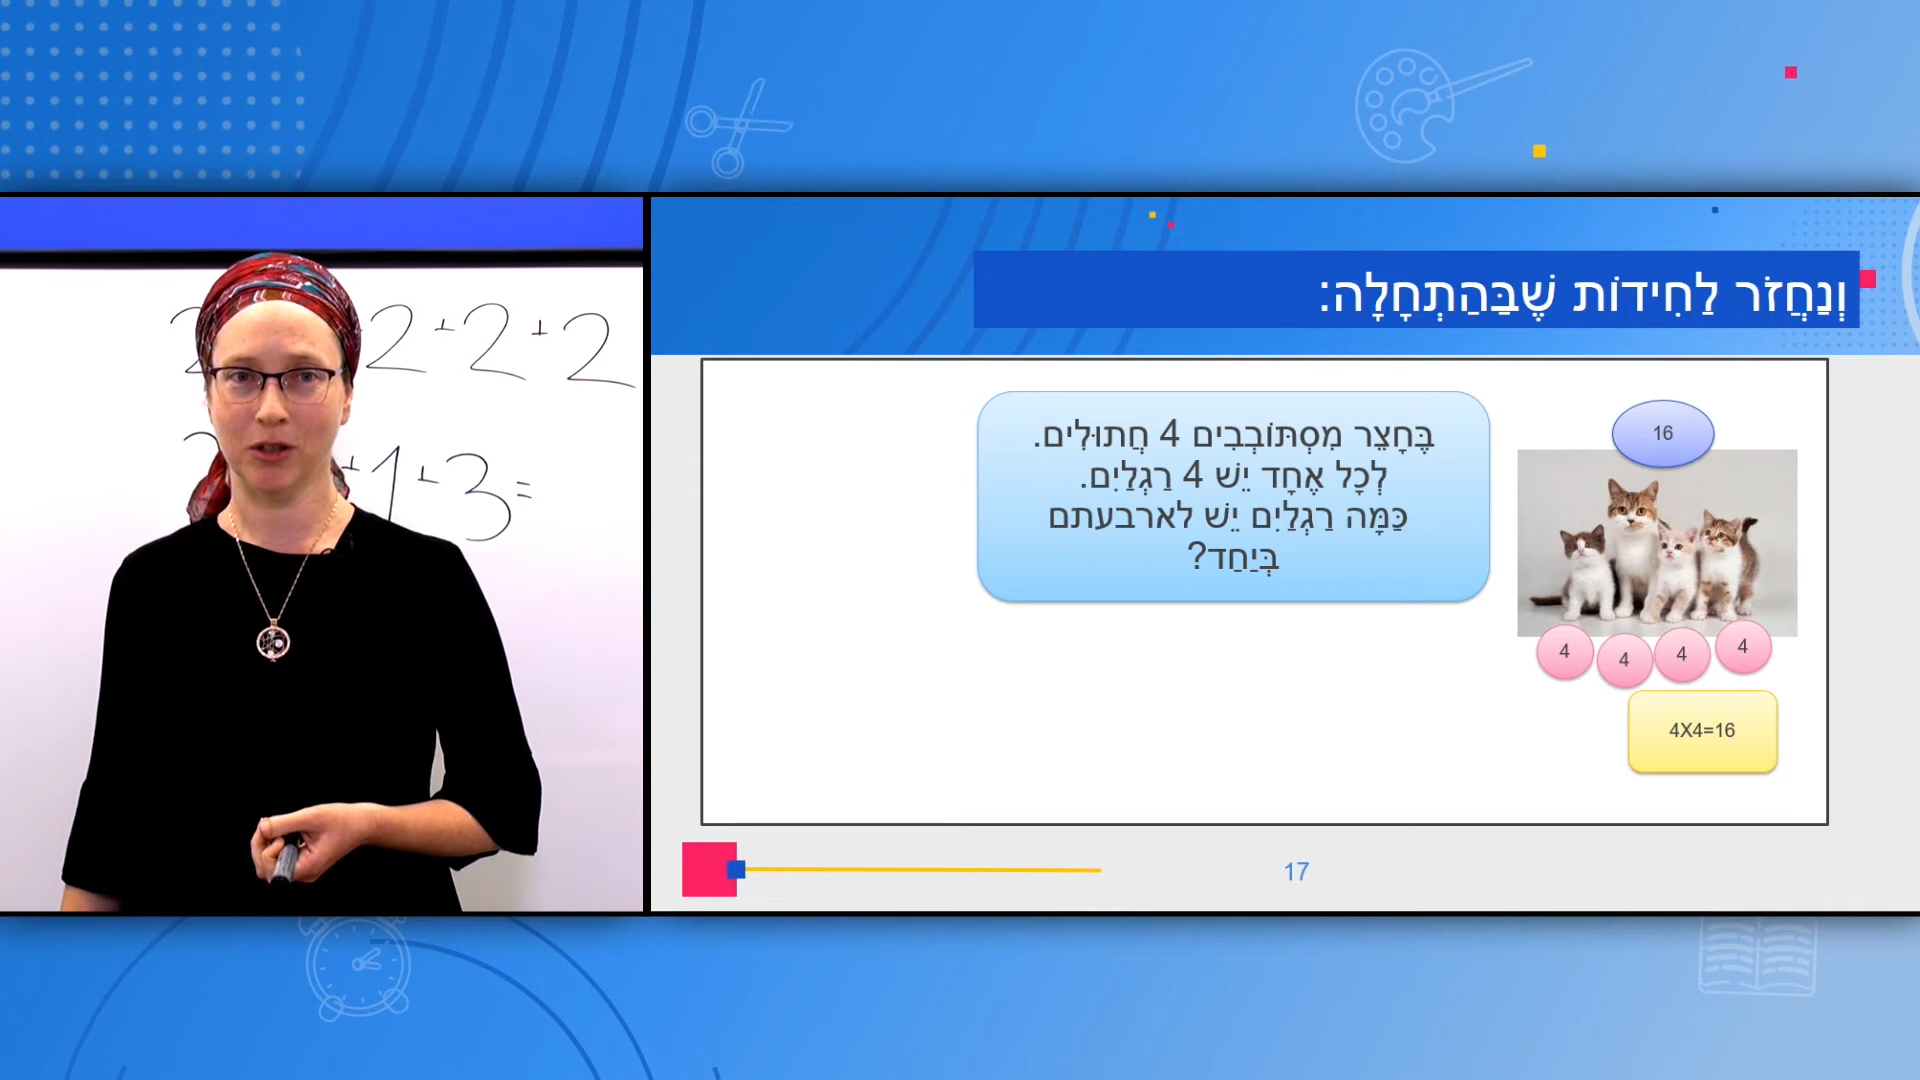 וְנַחֲזֹר לַחִידוֹת שֶׁבַּהַתְחָלָה:
בֶּחָצֵר מִסְתּוֹבְבִים 4 חֲתוּלִים.
לְכָל אֶחָד יֵשׁ 4 רַגְלַיִם.
כַּמָּה רַגְלַיִם יֵשׁ לארבעתם
בְּיַחַד?
16
4 4 4 4
4X4=16
17
2+2+2
+1+3=